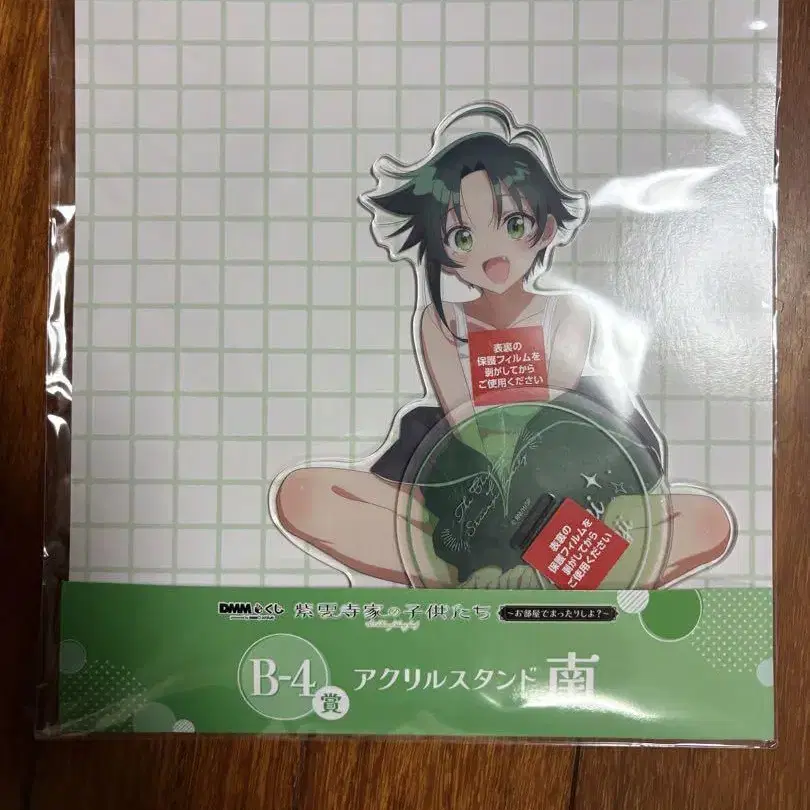 表裏の
保護フィルムを
剥がしてから
ご使用ください
表裏の
保護フィルムを
剥がしてから
ご使用ください
DMMくじ 紫雲寺家の子供たち ～お部屋でまったりしよ？～
B-4賞 アクリルスタンド 南